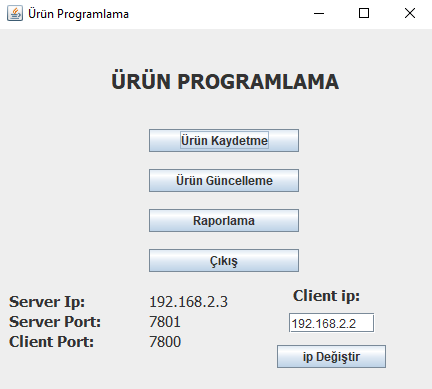 Ürün Programlama
ÜRÜN PROGRAMLAMA
Ürün Kaydetme
Ürün Güncelleme
Raporlama
Çıkış
Server Ip: 192.168.2.3
Server Port: 7801
Client Port: 7800
Client ip:
192.168.2.2
ip Değiştir